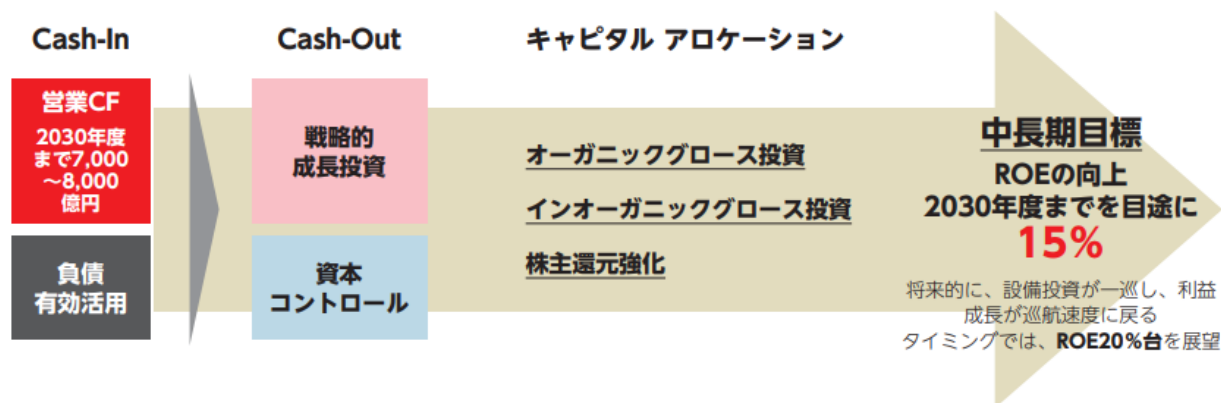 Cash-In
営業CF
2030年度
まで7,000
～8,000
億円
負債
有効活用
Cash-Out
戦略的
成長投資
資本
コントロール
キャピタル アロケーション
オーガニックグロース投資
インオーガニックグロース投資
株主還元強化
中長期目標
ROEの向上
2030年度までを目途に
15%
将来的に、設備投資が一巡し、利益
成長が巡航速度に戻る
タイミングでは、ROE20%台を展望